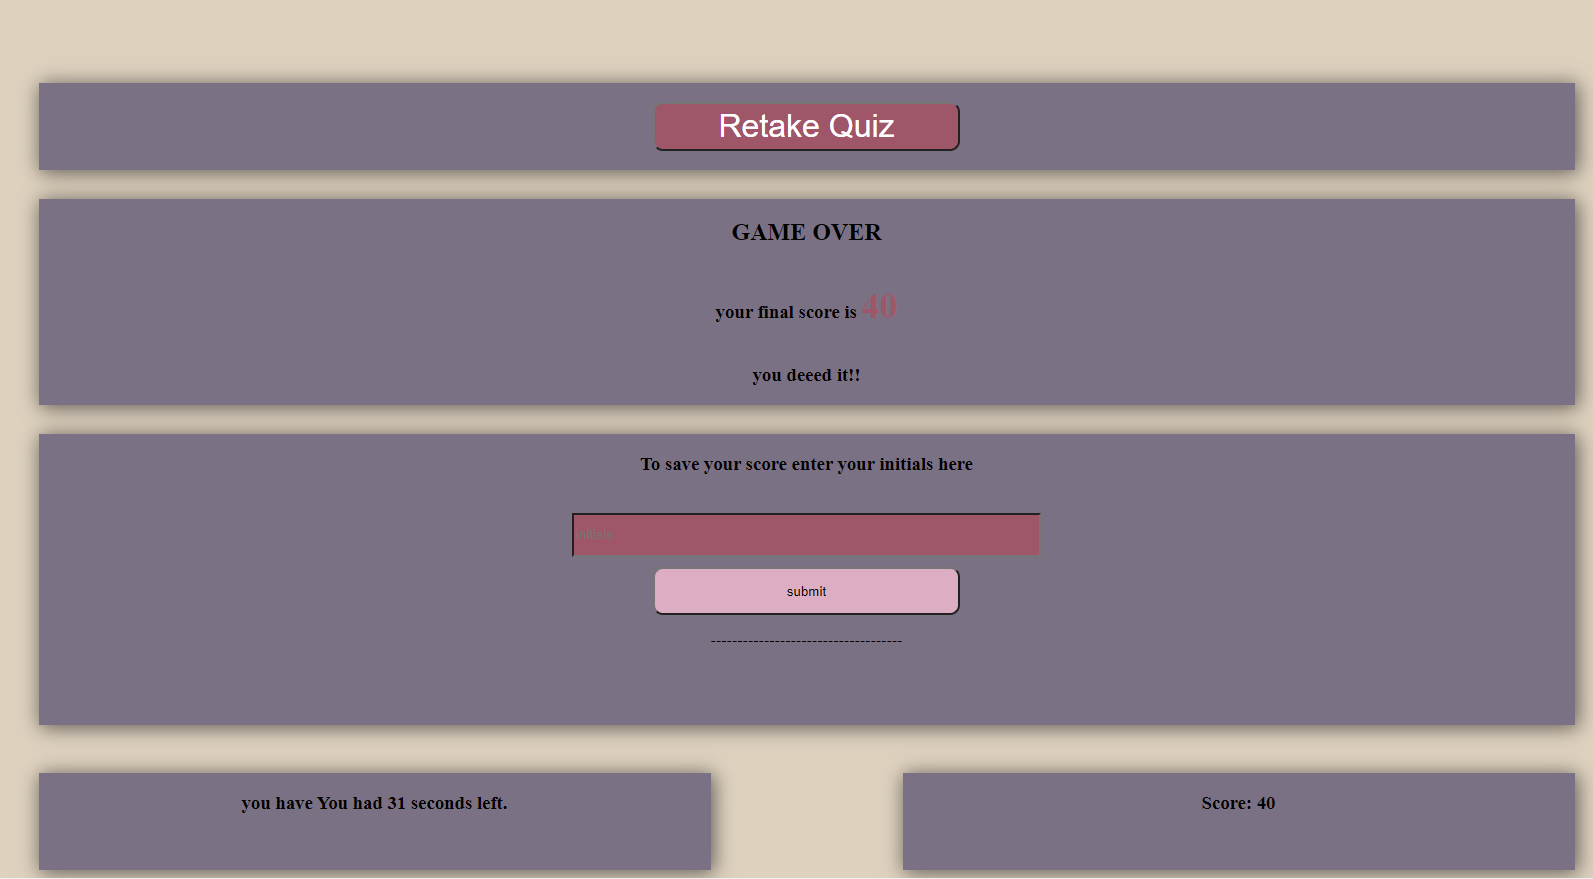 Retake Quiz
GAME OVER
your final score is 40
you deeed it!!
To save your score enter your initials here
initials
submit
------------------------------------
you have You had 31 seconds left.
Score: 40